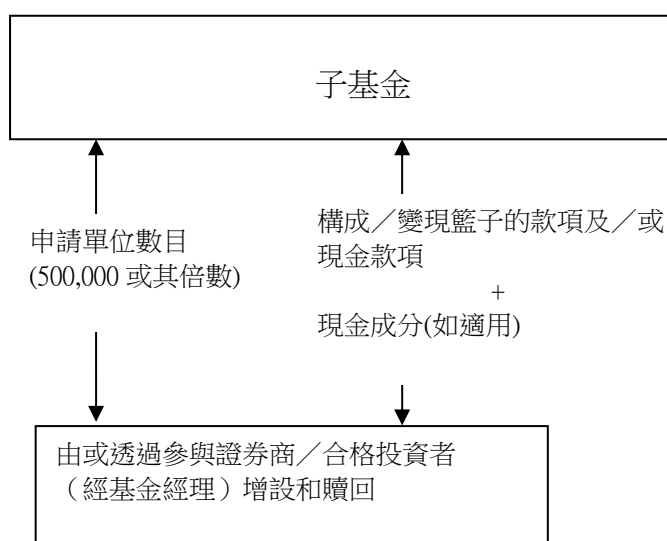 子基金
申請單位數目
(500,000 或其倍數)
構成／變現籃子的款項及／或
現金款項
+
現金成分(如適用)
由或透過參與證券商／合格投資者
（經基金經理）增設和贖回